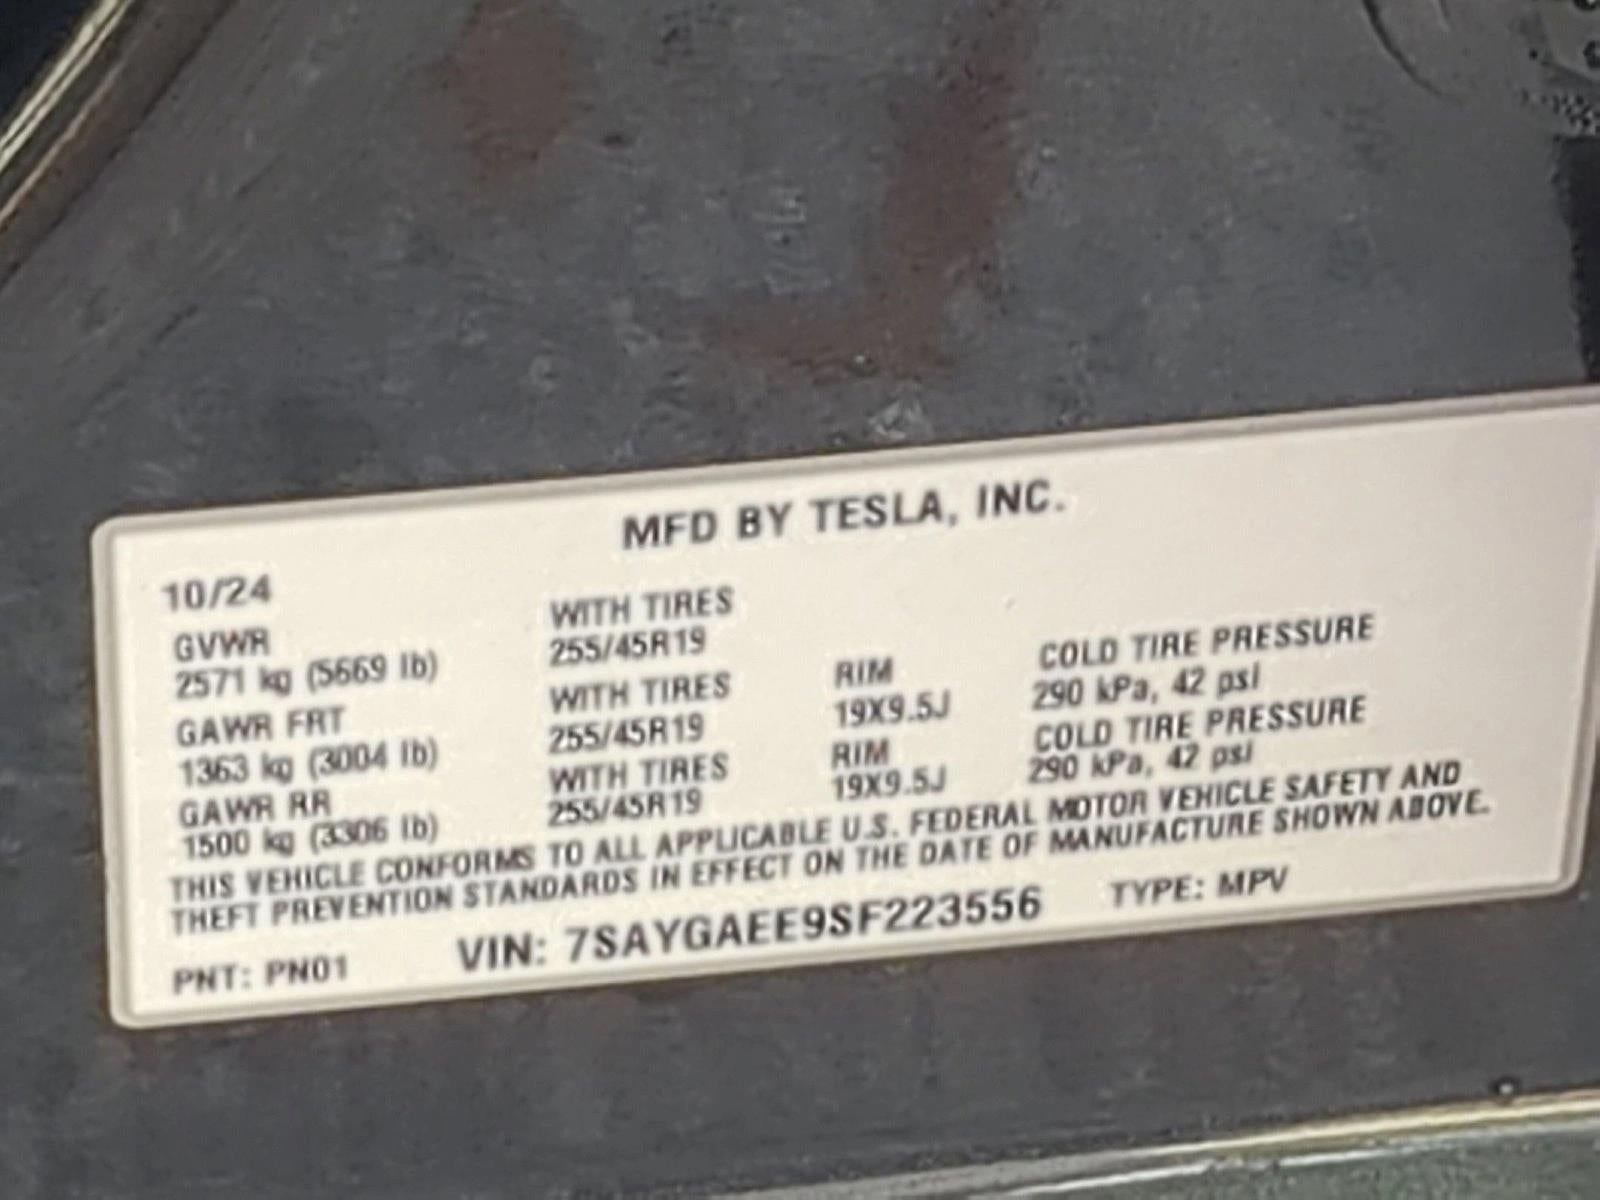 MFD BY TESLA, INC.
10/24
GVWR WITH TIRES
2571 kg (5669 lb) 255/45R19
GAWR FRT WITH TIRES RIM COLD TIRE PRESSURE
1363 kg (3004 lb) 255/45R19 19X9.5J 290 kPa, 42 psi
GAWR RR WITH TIRES RIM COLD TIRE PRESSURE
1500 kg (3306 lb) 255/45R19 19X9.5J 290 kPa, 42 psi
THIS VEHICLE CONFORMS TO ALL APPLICABLE U.S. FEDERAL MOTOR VEHICLE SAFETY AND
THEFT PREVENTION STANDARDS IN EFFECT ON THE DATE OF MANUFACTURE SHOWN ABOVE.
PNT: PN01 VIN: 7SAYGAEE9SF223556 TYPE: MPV